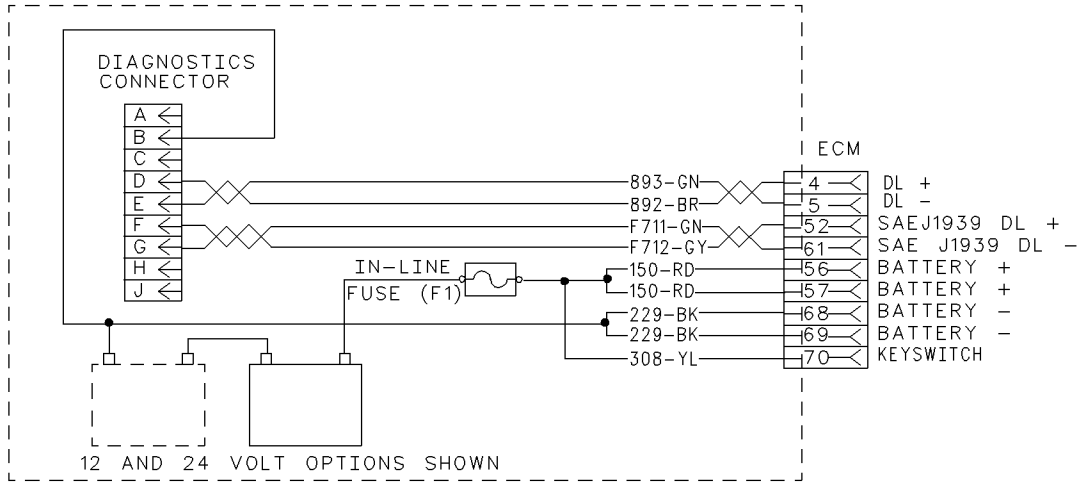 DIAGNOSTICS
CONNECTOR
A
B
C
D
E
F
G
H
J
ECM
893-GN 4 DL +
892-BR 5 DL -
F711-GN 52 SAEJ1939 DL +
F712-GY 61 SAE J1939 DL -
IN-LINE
FUSE (F1)
150-RD 56 BATTERY +
150-RD 57 BATTERY +
229-BK 68 BATTERY -
229-BK 69 BATTERY -
308-YL 70 KEYSWITCH
12 AND 24 VOLT OPTIONS SHOWN